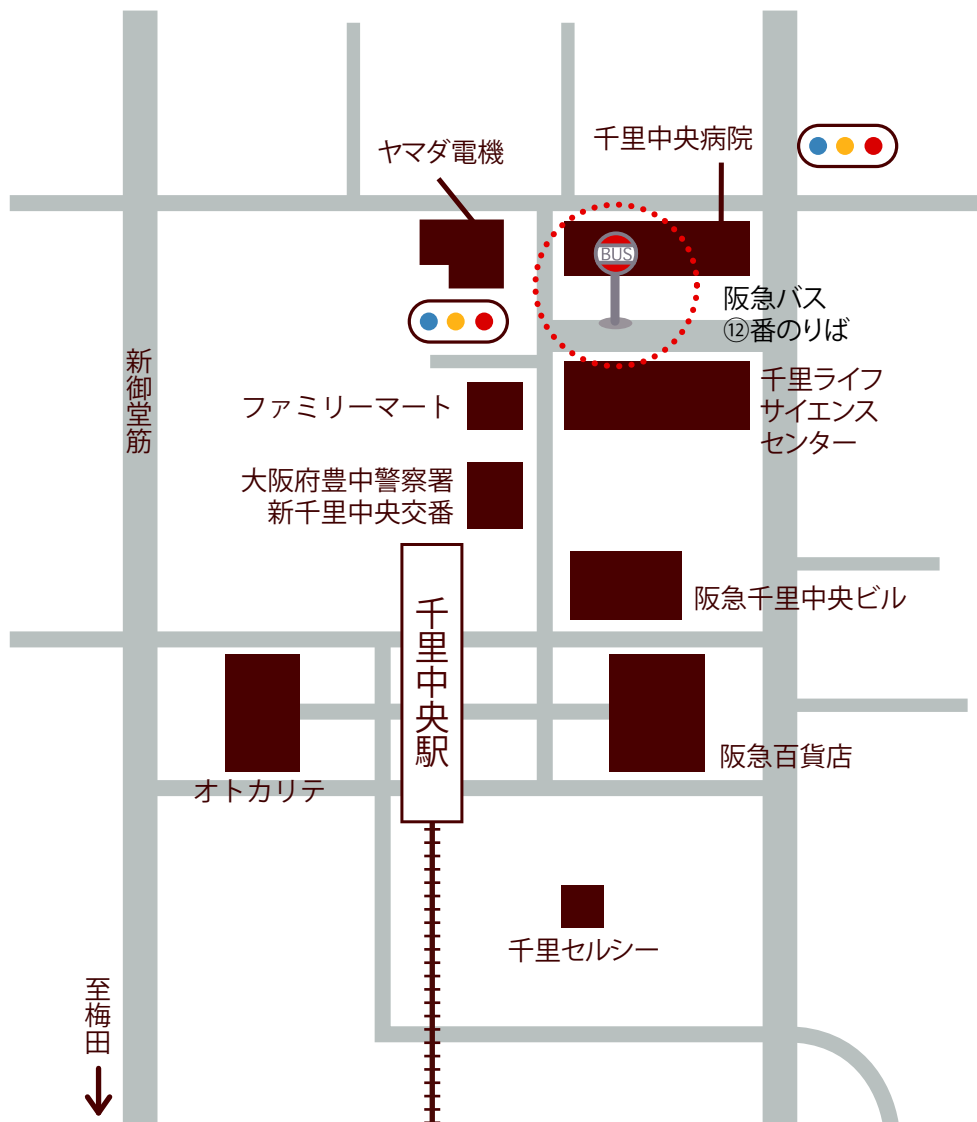 千里中央病院
ヤマダ電機
BUS
阪急バス
⑫番のりば
新御堂筋
千里ライフ
サイエンス
センター
ファミリーマート
大阪府豊中警察署
新千里中央交番
阪急千里中央ビル
千里中央駅
阪急百貨店
オトカリテ
千里セルシー
至梅田